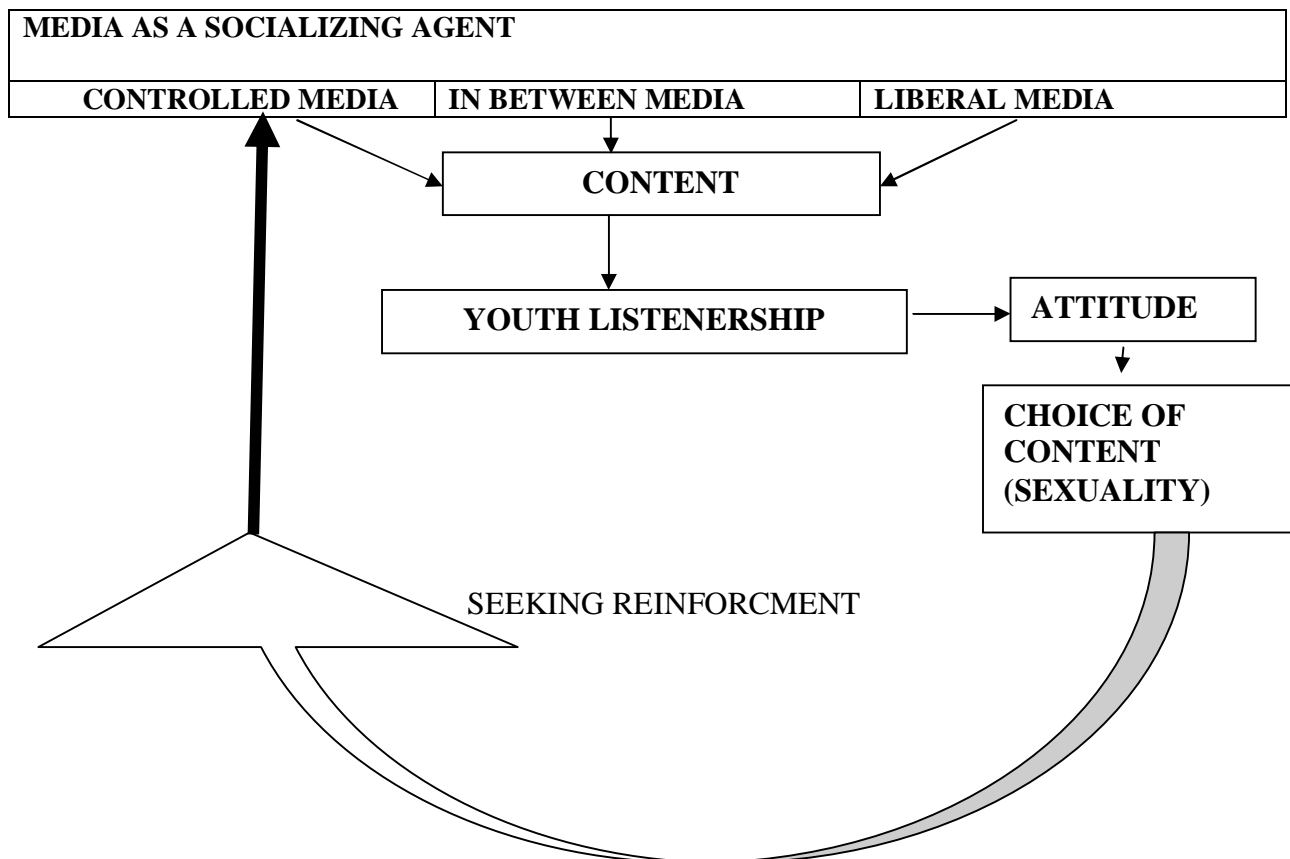 MEDIA AS A SOCIALIZING AGENT
CONTROLLED MEDIA
IN BETWEEN MEDIA
LIBERAL MEDIA
CONTENT
YOUTH LISTENERSHIP
ATTITUDE
CHOICE OF
CONTENT
(SEXUALITY)
SEEKING REINFORCMENT